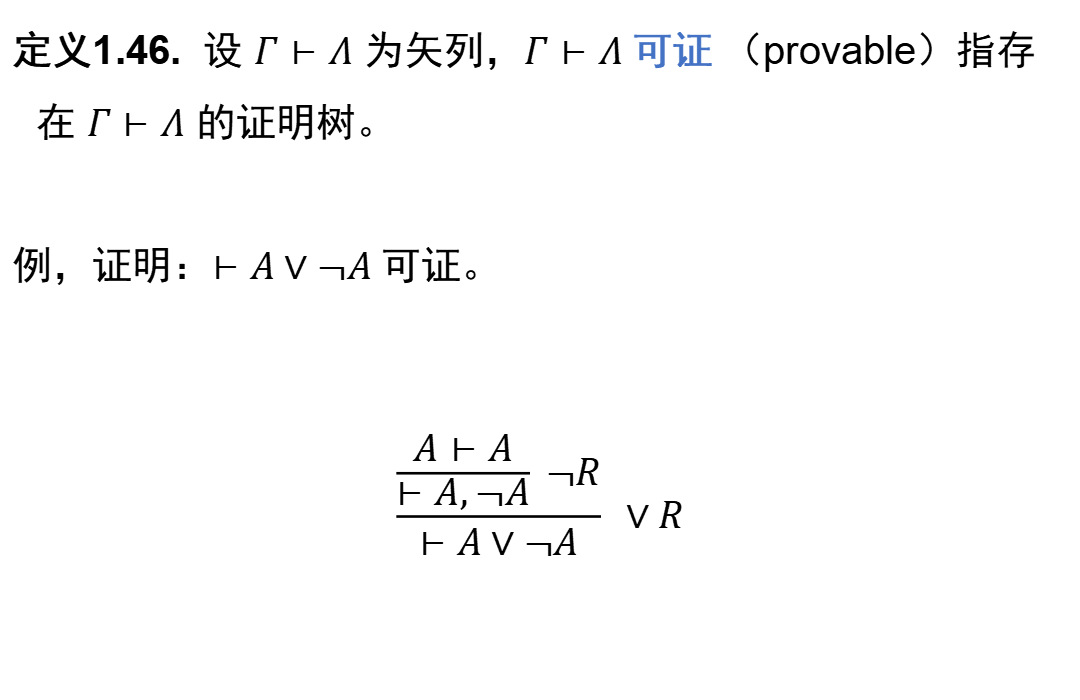 定义1.46. 设 Γ ⊢ Λ 为矢列，Γ ⊢ Λ 可证（provable）指存
在 Γ ⊢ Λ 的证明树。
例，证明：⊢ A ∨ ¬A 可证。
A ⊢ A
¬R
⊢ A, ¬A
∨ R
⊢ A ∨ ¬A